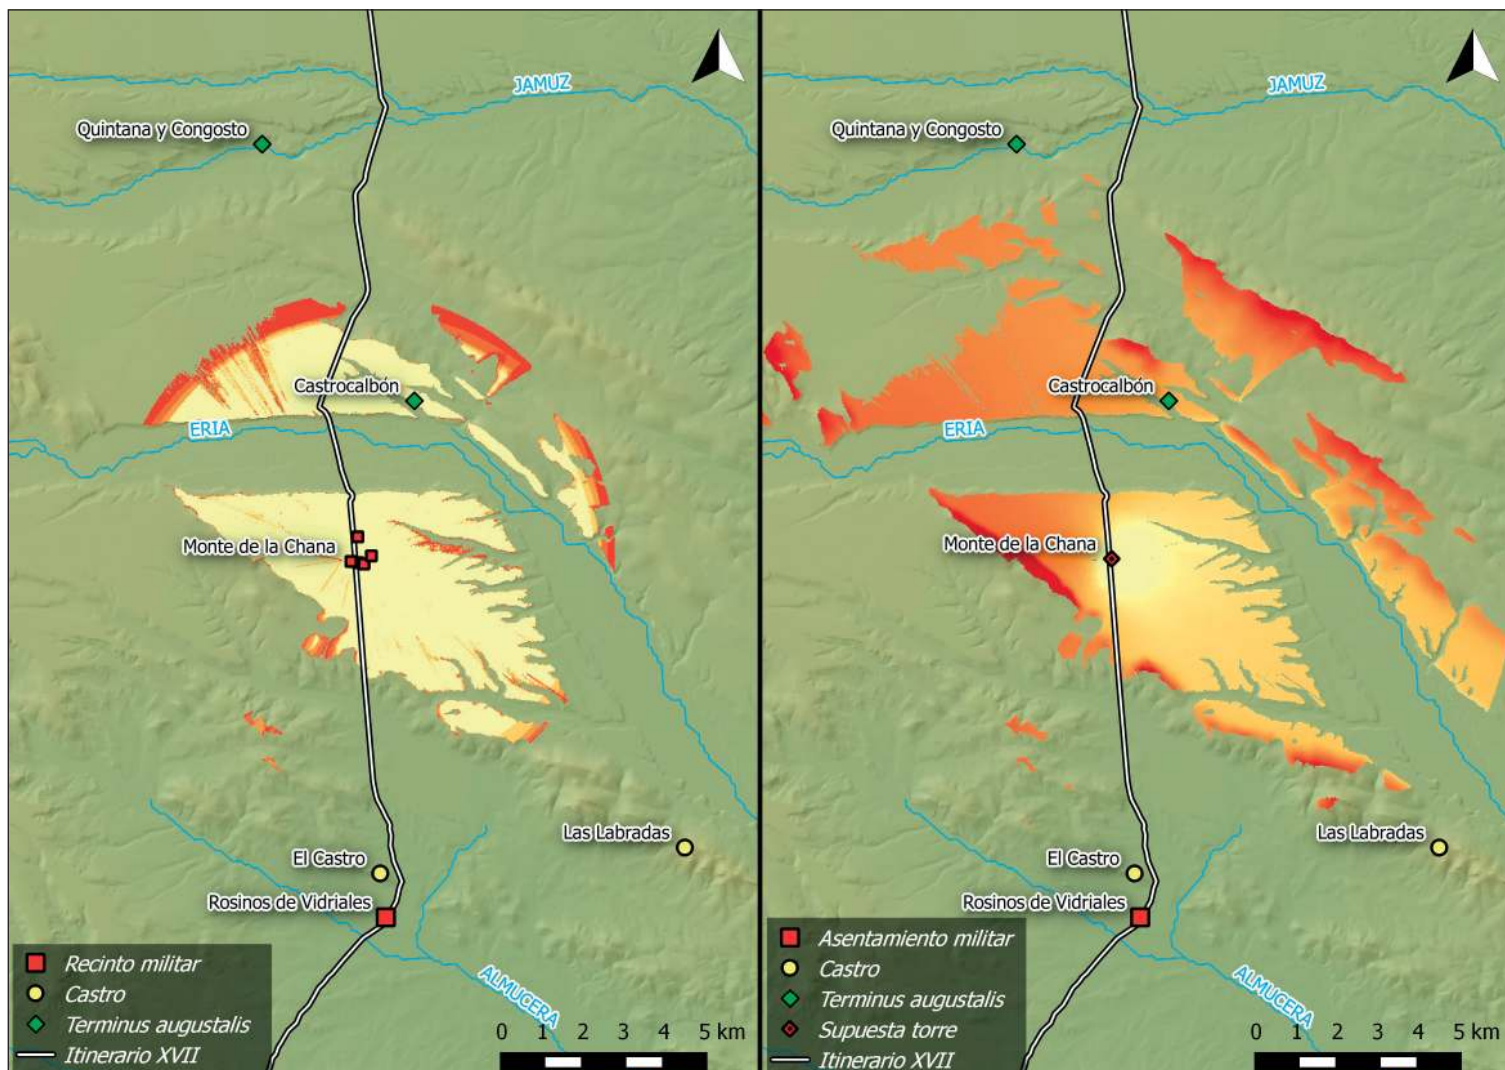 JAMUZ
Quintana y Congosto
Castrocalbón
ERIA
Monte de la Chana
Las Labradas
El Castro
Rosinos de Vidriales
ALMUCERA
Recinto militar
Castro
Terminus augustalis
Itinerario XVII
0 1 2 3 4 5 km
JAMUZ
Quintana y Congosto
Castrocalbón
ERIA
Monte de la Chana
Las Labradas
El Castro
Rosinos de Vidriales
ALMUCERA
Asentamiento militar
Castro
Terminus augustalis
Supuesta torre
Itinerario XVII
0 1 2 3 4 5 km